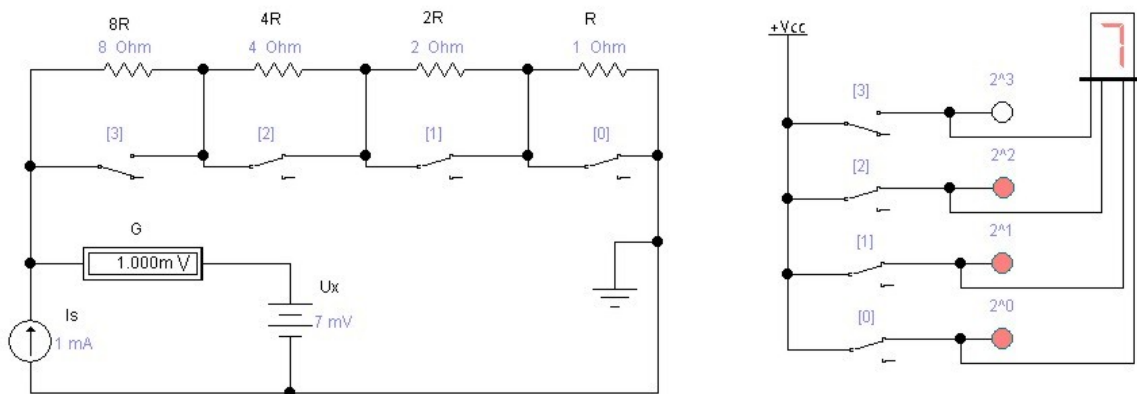 8R 4R 2R R
8 Ohm 4 Ohm 2 Ohm 1 Ohm
[3] [2] [1] [0]
G
1.000m V
Ux
7 mV
Is
1 mA
+Vcc
7
[3] 2^3
[2] 2^2
[1] 2^1
[0] 2^0